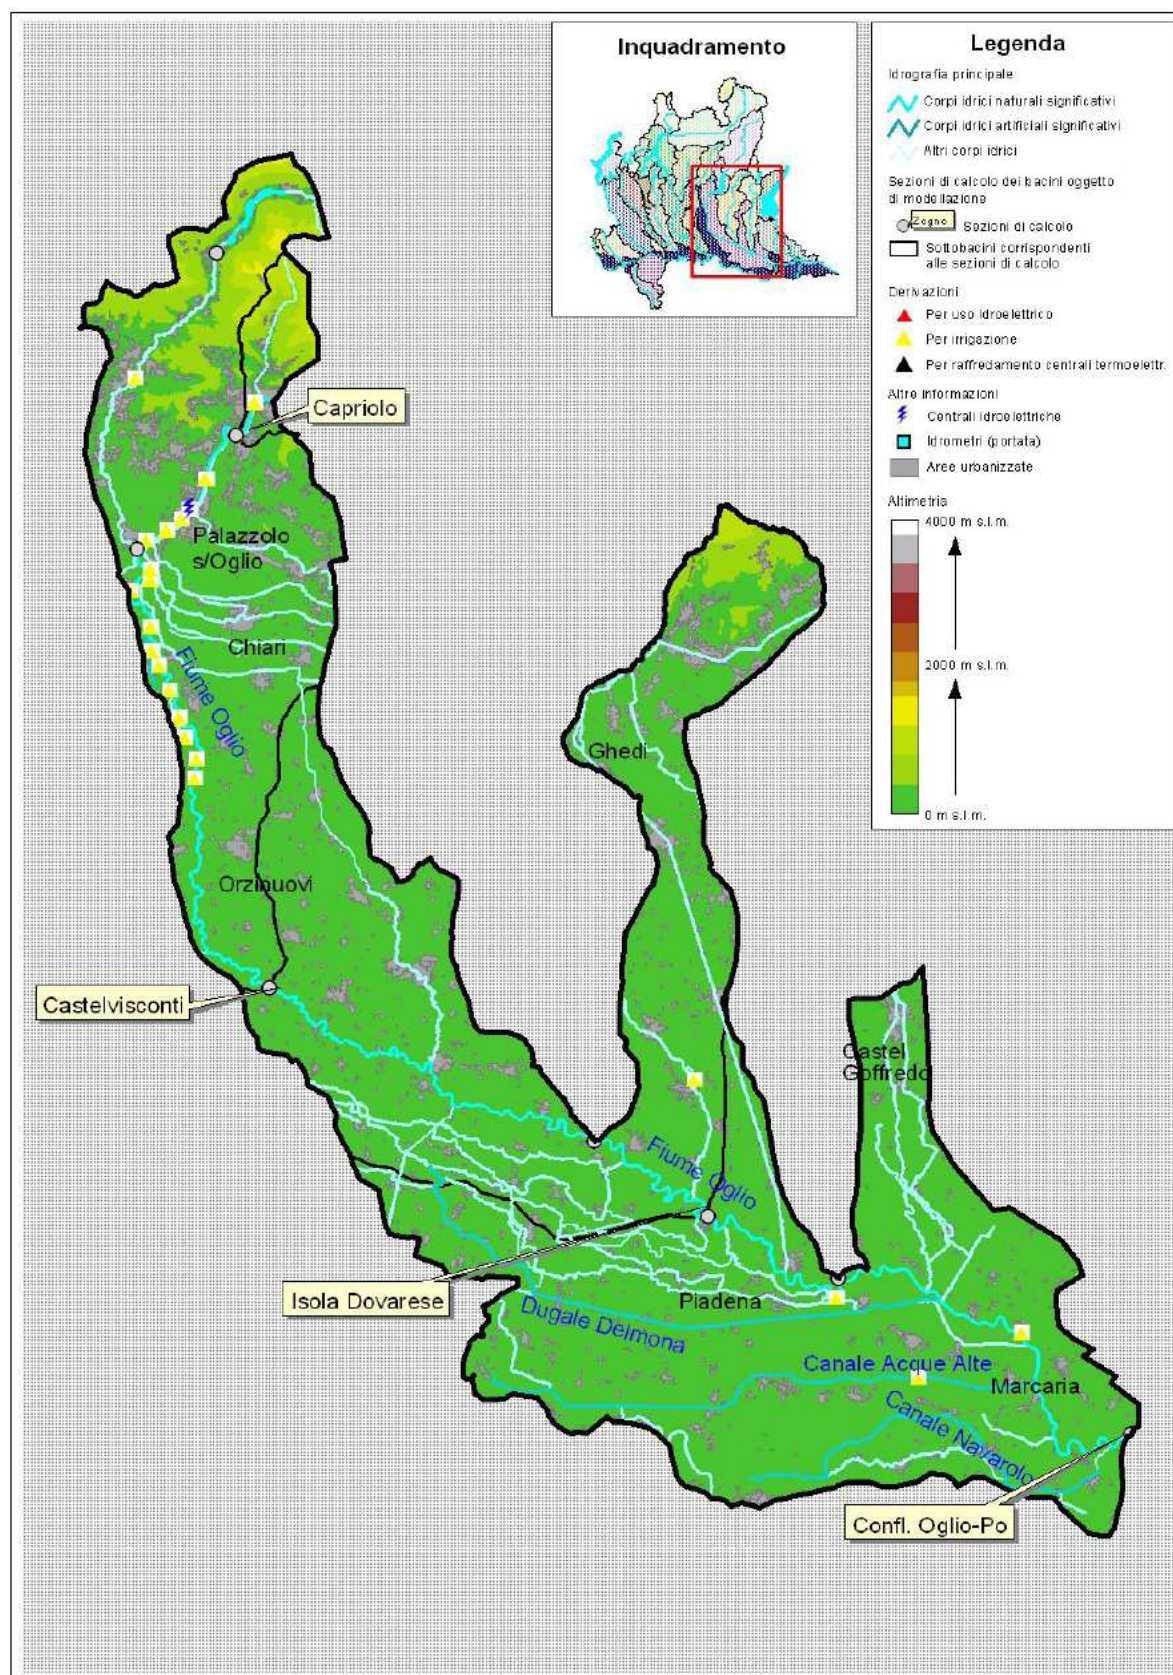 Inquadramento
Legenda
Idrografia principale
Corpi idrici naturali significativi
Corpi idrici artificiali significativi
Altri corpi idrici
Sezioni di calcolo dei bacini oggetto
di modellazione
Zogno
Sezioni di calcolo
Sottobacini corrispondenti
alle sezioni di calcolo
Derivazioni
Per uso idroelettrico
Per irrigazione
Per raffredamento centrali termoelettr.
Altre informazioni
Centrali idroelettriche
Idrometri (portata)
Aree urbanizzate
Altimetria
4000 m s.l.m.
2000 m s.l.m.
0 m s.l.m.
Capriolo
Palazzolo
s/Oglio
Chiari
Fiume Oglio
Ghedi
Orzinuovi
Castelvisconti
Castel
Goffredo
Fiume Oglio
Isola Dovarese
Piadena
Dugale Delmona
Canale Acque Alte
Marcaria
Canale Navarolo
Confl. Oglio-Po